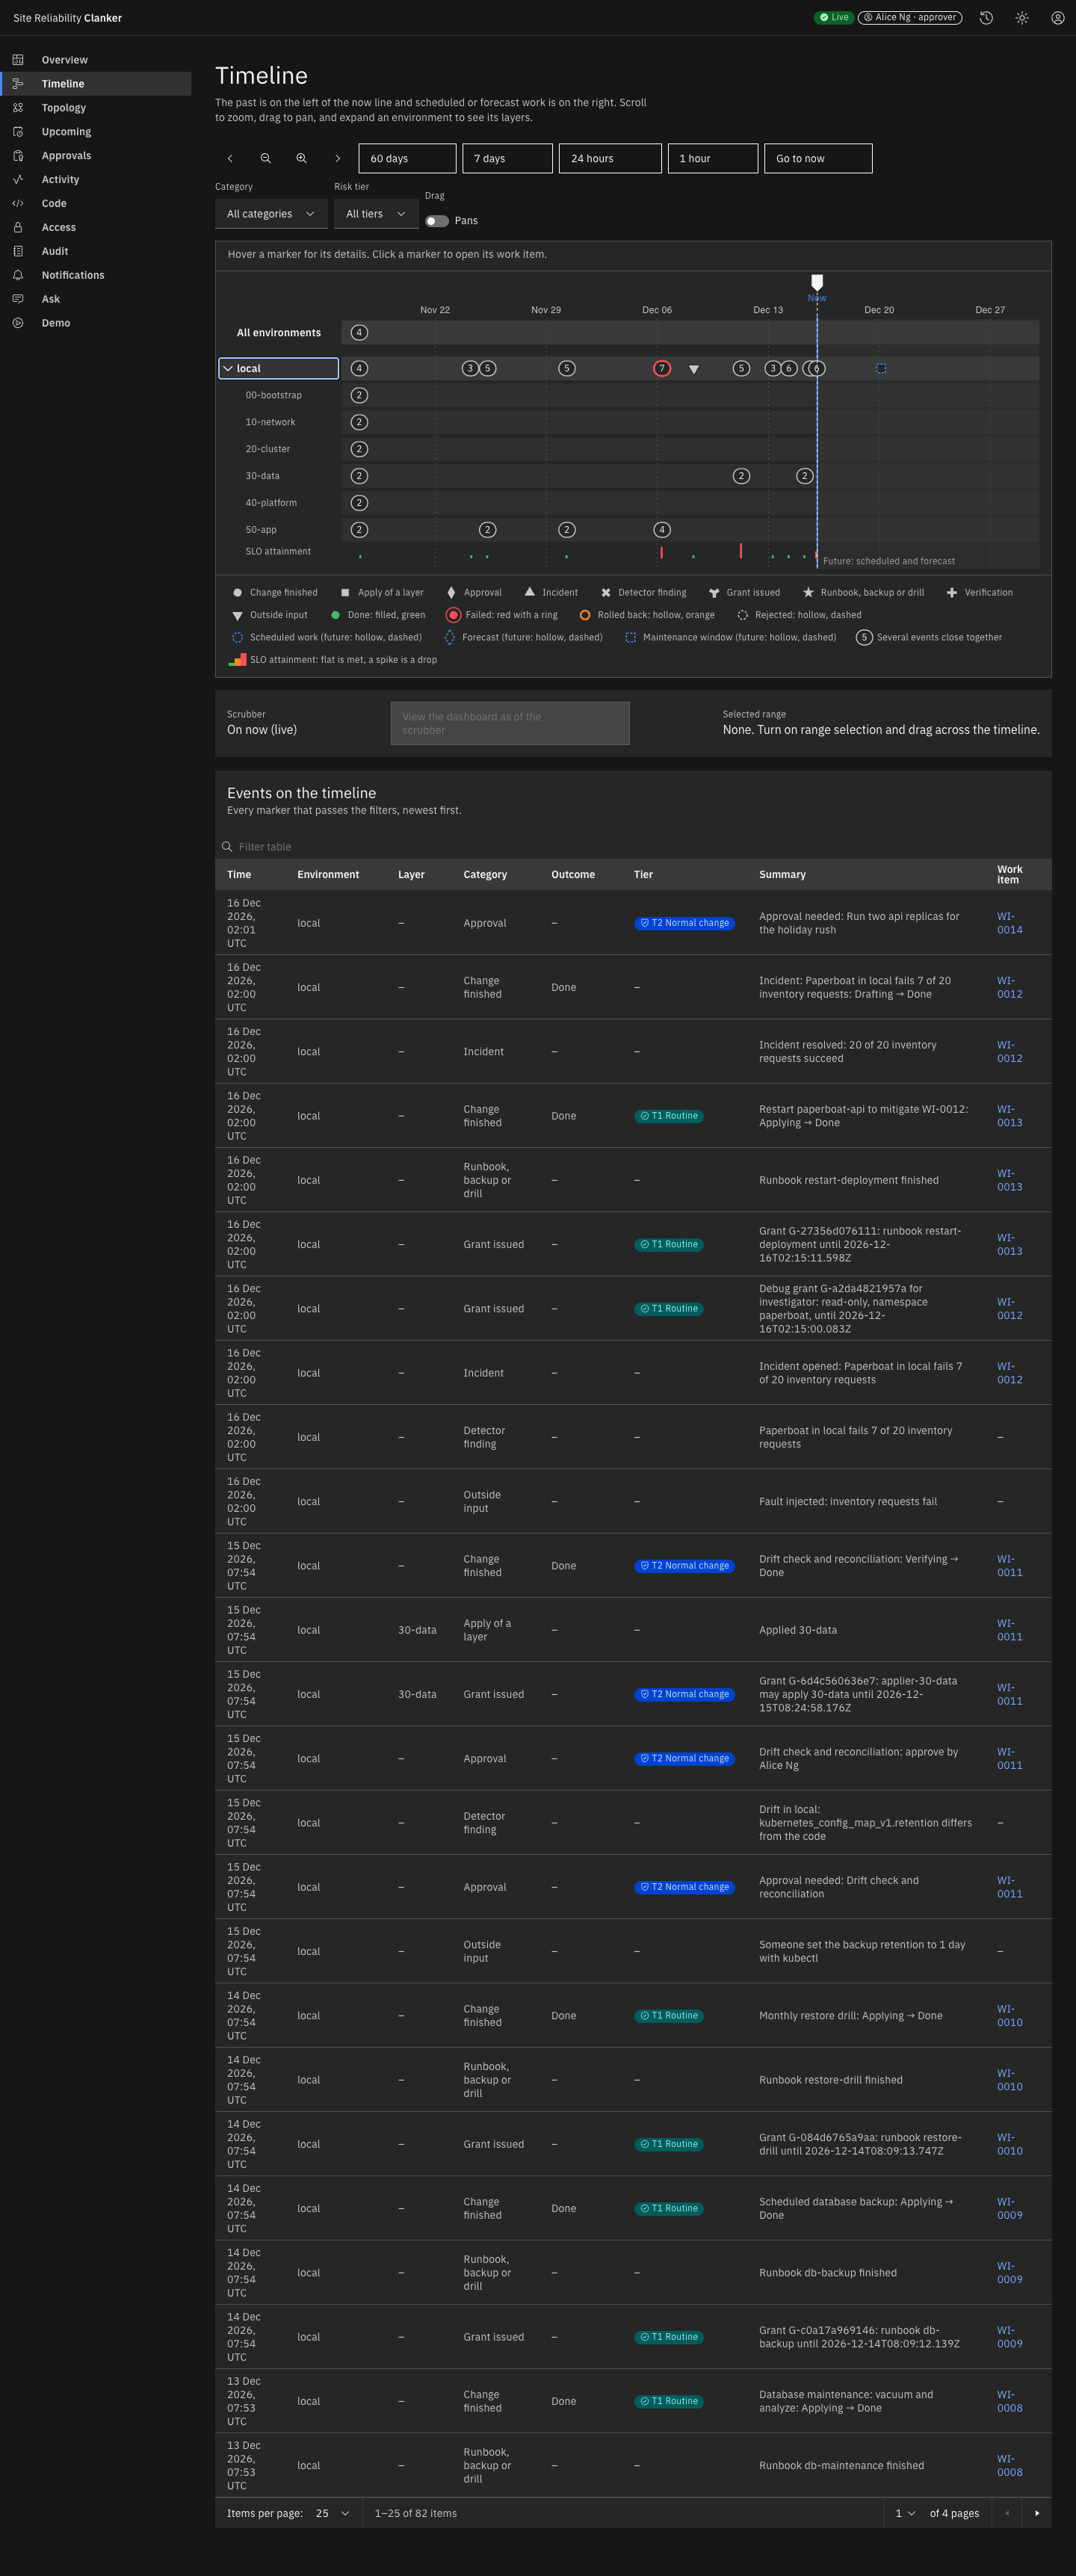 Site Reliability Clanker
Live
Alice Ng · approver
Overview
Timeline
Topology
Upcoming
Approvals
Activity
Code
Access
Audit
Notifications
Ask
Demo
Timeline
The past is on the left of the now line and scheduled or forecast work is on the right. Scroll
to zoom, drag to pan, and expand an environment to see its layers.
60 days
7 days
24 hours
1 hour
Go to now
Category
Risk tier
Drag
All categories
All tiers
Pans
Hover a marker for its details. Click a marker to open its work item.
Now
Nov 22
Nov 29
Dec 06
Dec 13
Dec 20
Dec 27
All environments
4
local
4
3
5
5
7
5
3
6
6
00-bootstrap
2
10-network
2
20-cluster
2
30-data
2
2
2
40-platform
2
50-app
2
2
2
4
SLO attainment
Future: scheduled and forecast
Change finished
Apply of a layer
Approval
Incident
Detector finding
Grant issued
Runbook, backup or drill
Verification
Outside input
Done: filled, green
Failed: red with a ring
Rolled back: hollow, orange
Rejected: hollow, dashed
Scheduled work (future: hollow, dashed)
Forecast (future: hollow, dashed)
Maintenance window (future: hollow, dashed)
5
Several events close together
SLO attainment: flat is met, a spike is a drop
Scrubber
On now (live)
View the dashboard as of the
scrubber
Selected range
None. Turn on range selection and drag across the timeline.
Events on the timeline
Every marker that passes the filters, newest first.
Filter table
Time
Environment
Layer
Category
Outcome
Tier
Summary
Work
item
16 Dec
2026,
02:01
UTC
local
–
Approval
–
T2 Normal change
Approval needed: Run two api replicas for
the holiday rush
WI-
0014
16 Dec
2026,
02:00
UTC
local
–
Change
finished
Done
–
Incident: Paperboat in local fails 7 of 20
inventory requests: Drafting → Done
WI-
0012
16 Dec
2026,
02:00
UTC
local
–
Incident
–
–
Incident resolved: 20 of 20 inventory
requests succeed
WI-
0012
16 Dec
2026,
02:00
UTC
local
–
Change
finished
Done
T1 Routine
Restart paperboat-api to mitigate WI-0012:
Applying → Done
WI-
0013
16 Dec
2026,
02:00
UTC
local
–
Runbook,
backup or
drill
–
–
Runbook restart-deployment finished
WI-
0013
16 Dec
2026,
02:00
UTC
local
–
Grant issued
–
T1 Routine
Grant G-27356d076111: runbook restart-
deployment until 2026-12-
16T02:15:11.598Z
WI-
0013
16 Dec
2026,
02:00
UTC
local
–
Grant issued
–
T1 Routine
Debug grant G-a2da4821957a for
investigator: read-only, namespace
paperboat, until 2026-12-
16T02:15:00.083Z
WI-
0012
16 Dec
2026,
02:00
UTC
local
–
Incident
–
–
Incident opened: Paperboat in local fails 7
of 20 inventory requests
WI-
0012
16 Dec
2026,
02:00
UTC
local
–
Detector
finding
–
–
Paperboat in local fails 7 of 20 inventory
requests
–
16 Dec
2026,
02:00
UTC
local
–
Outside
input
–
–
Fault injected: inventory requests fail
–
15 Dec
2026,
07:54
UTC
local
–
Change
finished
Done
T2 Normal change
Drift check and reconciliation: Verifying →
Done
WI-
0011
15 Dec
2026,
07:54
UTC
local
30-data
Apply of a
layer
–
–
Applied 30-data
WI-
0011
15 Dec
2026,
07:54
UTC
local
30-data
Grant issued
–
T2 Normal change
Grant G-6d4c560636e7: applier-30-data
may apply 30-data until 2026-12-
15T08:24:58.176Z
WI-
0011
15 Dec
2026,
07:54
UTC
local
–
Approval
–
T2 Normal change
Drift check and reconciliation: approve by
Alice Ng
WI-
0011
15 Dec
2026,
07:54
UTC
local
–
Detector
finding
–
–
Drift in local:
kubernetes_config_map_v1.retention differs
from the code
–
15 Dec
2026,
07:54
UTC
local
–
Approval
–
T2 Normal change
Approval needed: Drift check and
reconciliation
WI-
0011
15 Dec
2026,
07:54
UTC
local
–
Outside
input
–
–
Someone set the backup retention to 1 day
with kubectl
–
14 Dec
2026,
07:54
UTC
local
–
Change
finished
Done
T1 Routine
Monthly restore drill: Applying → Done
WI-
0010
14 Dec
2026,
07:54
UTC
local
–
Runbook,
backup or
drill
–
–
Runbook restore-drill finished
WI-
0010
14 Dec
2026,
07:54
UTC
local
–
Grant issued
–
T1 Routine
Grant G-084d6765a9aa: runbook restore-
drill until 2026-12-14T08:09:13.747Z
WI-
0010
14 Dec
2026,
07:54
UTC
local
–
Change
finished
Done
T1 Routine
Scheduled database backup: Applying →
Done
WI-
0009
14 Dec
2026,
07:54
UTC
local
–
Runbook,
backup or
drill
–
–
Runbook db-backup finished
WI-
0009
14 Dec
2026,
07:54
UTC
local
–
Grant issued
–
T1 Routine
Grant G-c0a17a969146: runbook db-
backup until 2026-12-14T08:09:12.139Z
WI-
0009
13 Dec
2026,
07:53
UTC
local
–
Change
finished
Done
T1 Routine
Database maintenance: vacuum and
analyze: Applying → Done
WI-
0008
13 Dec
2026,
07:53
UTC
local
–
Runbook,
backup or
drill
–
–
Runbook db-maintenance finished
WI-
0008
Items per page:
25
1–25 of 82 items
1
of 4 pages